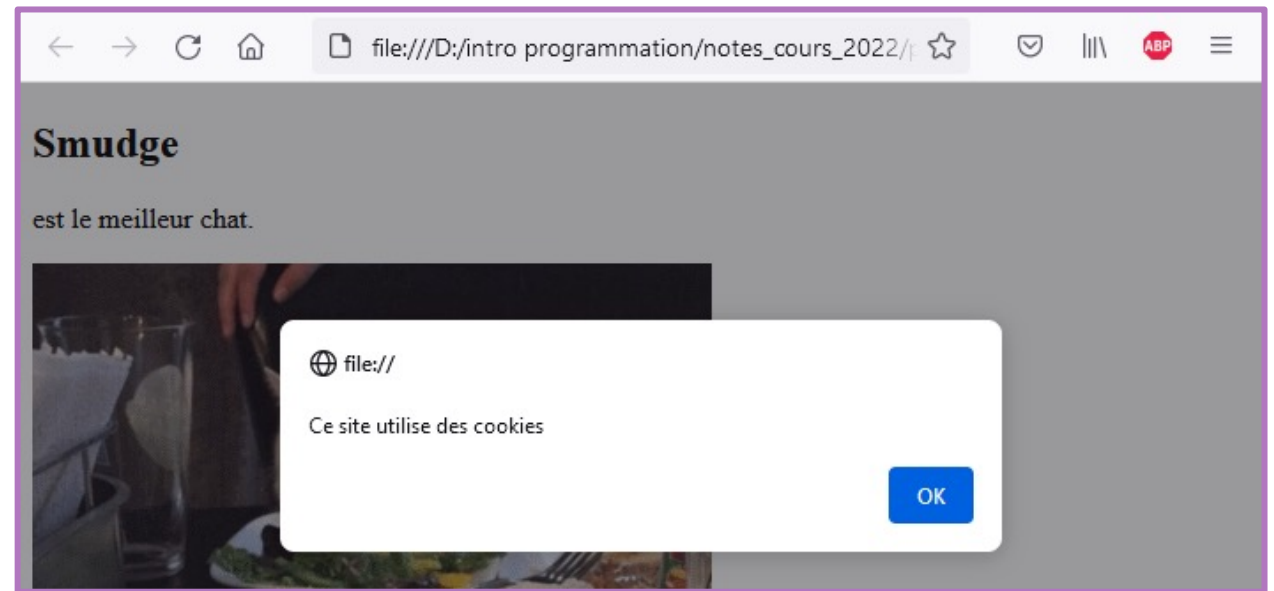 file:///D:/intro programmation/notes_cours_2022/
ABP
Smudge
est le meilleur chat.
file://
Ce site utilise des cookies
OK